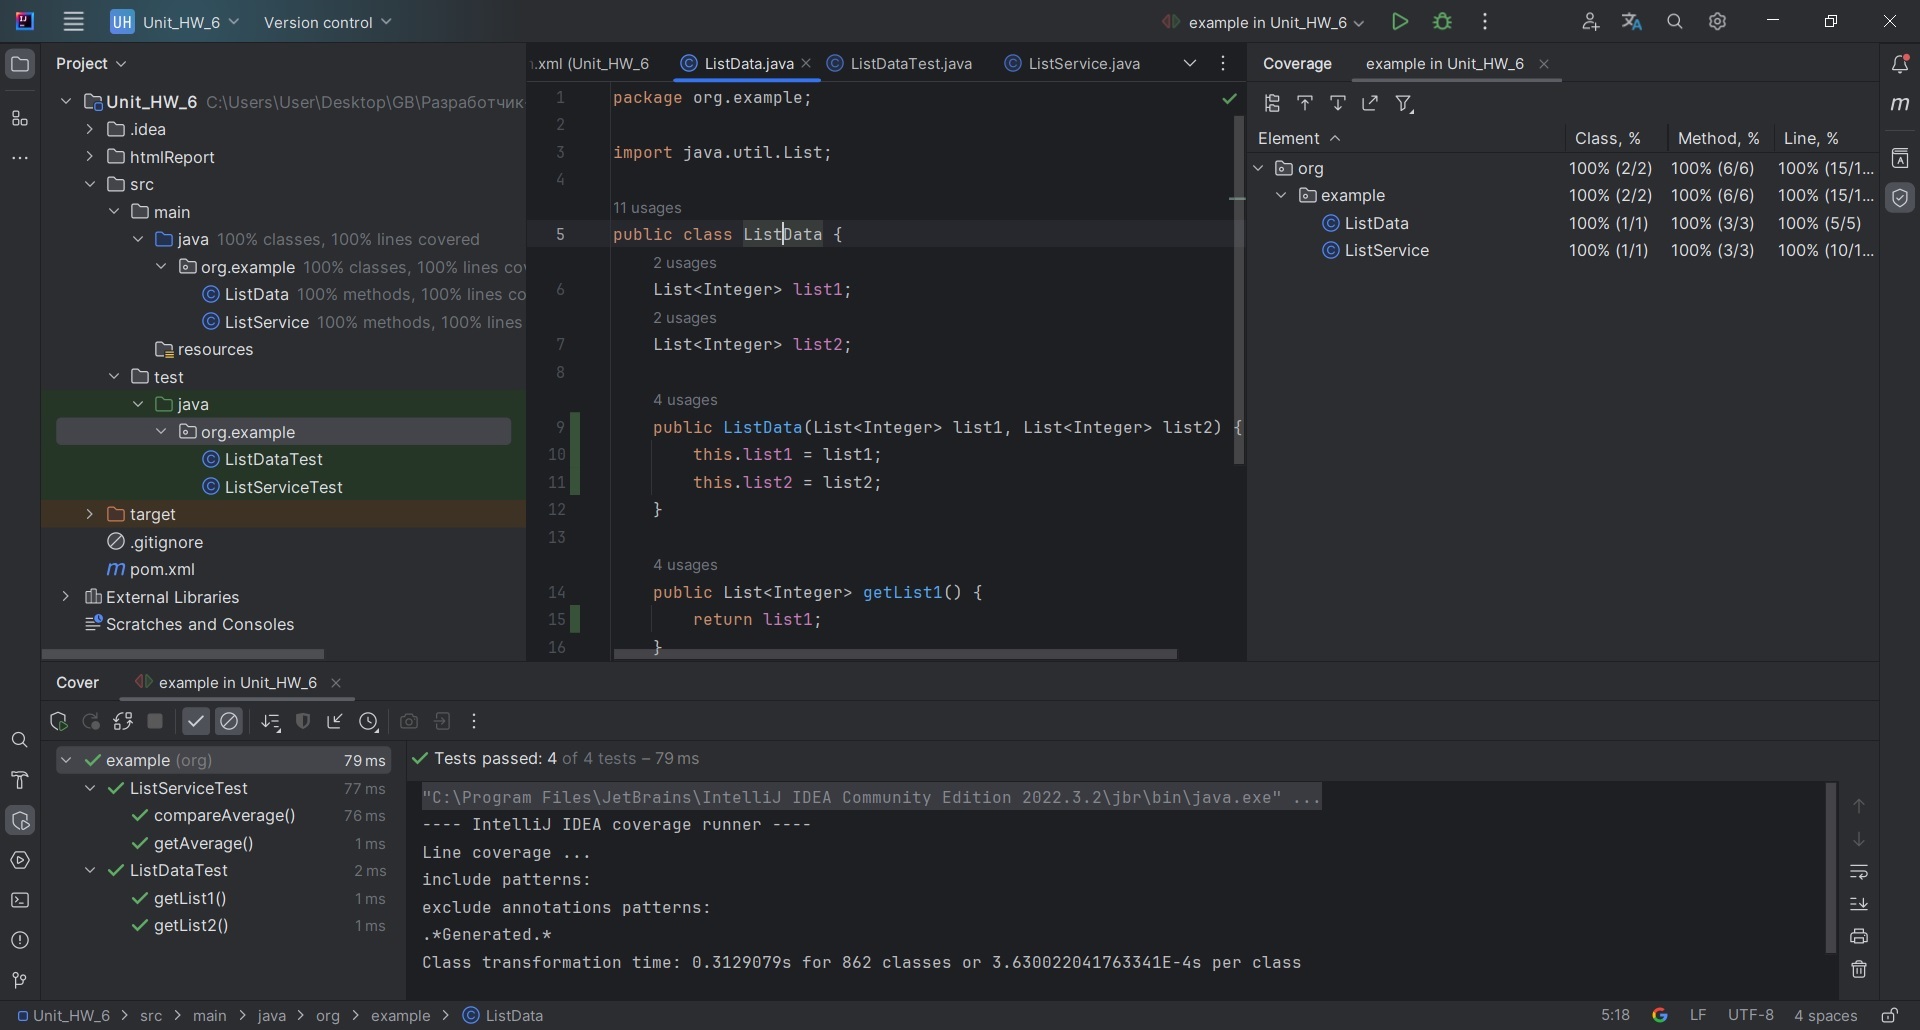 UH Unit_HW_6
Version control
example in Unit_HW_6
Project
Unit_HW_6 C:\Users\User\Desktop\GB\Разработчик
.idea
htmlReport
src
main
java 100% classes, 100% lines covered
org.example 100% classes, 100% lines co
ListData 100% methods, 100% lines co
ListService 100% methods, 100% lines
resources
test
java
org.example
ListDataTest
ListServiceTest
target
.gitignore
pom.xml
External Libraries
Scratches and Consoles
.xml (Unit_HW_6
ListData.java
ListDataTest.java
ListService.java
1 package org.example;
2
3 import java.util.List;
4
11 usages
5 public class ListData {
2 usages
6 List<Integer> list1;
2 usages
7 List<Integer> list2;
8
4 usages
9 public ListData(List<Integer> list1, List<Integer> list2) {
10 this.list1 = list1;
11 this.list2 = list2;
12 }
13
4 usages
14 public List<Integer> getList1() {
15 return list1;
16 }
Coverage example in Unit_HW_6
Element Class, % Method, % Line, %
org 100% (2/2) 100% (6/6) 100% (15/1...
example 100% (2/2) 100% (6/6) 100% (15/1...
ListData 100% (1/1) 100% (3/3) 100% (5/5)
ListService 100% (1/1) 100% (3/3) 100% (10/1...
Cover example in Unit_HW_6
example (org) 79 ms
ListServiceTest 77 ms
compareAverage() 76 ms
getAverage() 1 ms
ListDataTest 2 ms
getList1() 1 ms
getList2() 1 ms
Tests passed: 4 of 4 tests – 79 ms
"C:\Program Files\JetBrains\IntelliJ IDEA Community Edition 2022.3.2\jbr\bin\java.exe" ...
---- IntelliJ IDEA coverage runner ----
Line coverage ...
include patterns:
exclude annotations patterns:
.*Generated.*
Class transformation time: 0.3129079s for 862 classes or 3.630022041763341E-4s per class
Unit_HW_6 > src > main > java > org > example > ListData
5:18 LF UTF-8 4 spaces